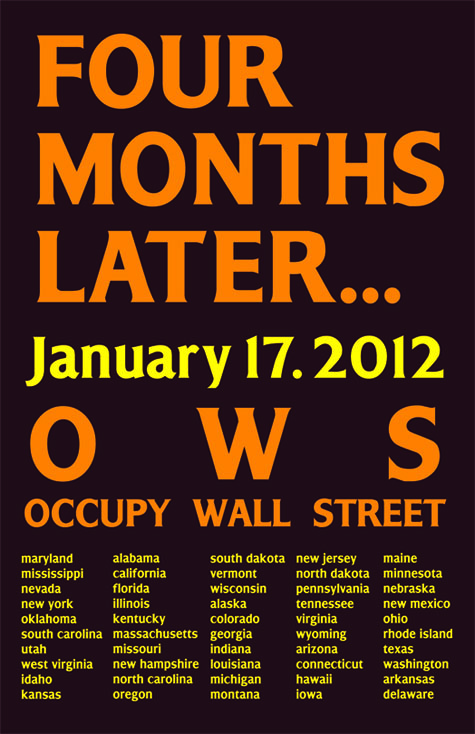 FOUR
MONTHS
LATER...
January 17. 2012
O W S
OCCUPY WALL STREET
maryland
mississippi
nevada
new york
oklahoma
south carolina
utah
west virginia
idaho
kansas
alabama
california
florida
illinois
kentucky
massachusetts
missouri
new hampshire
north carolina
oregon
south dakota
vermont
wisconsin
alaska
colorado
georgia
indiana
louisiana
michigan
montana
new jersey
north dakota
pennsylvania
tennessee
virginia
wyoming
arizona
connecticut
hawaii
iowa
maine
minnesota
nebraska
new mexico
ohio
rhode island
texas
washington
arkansas
delaware